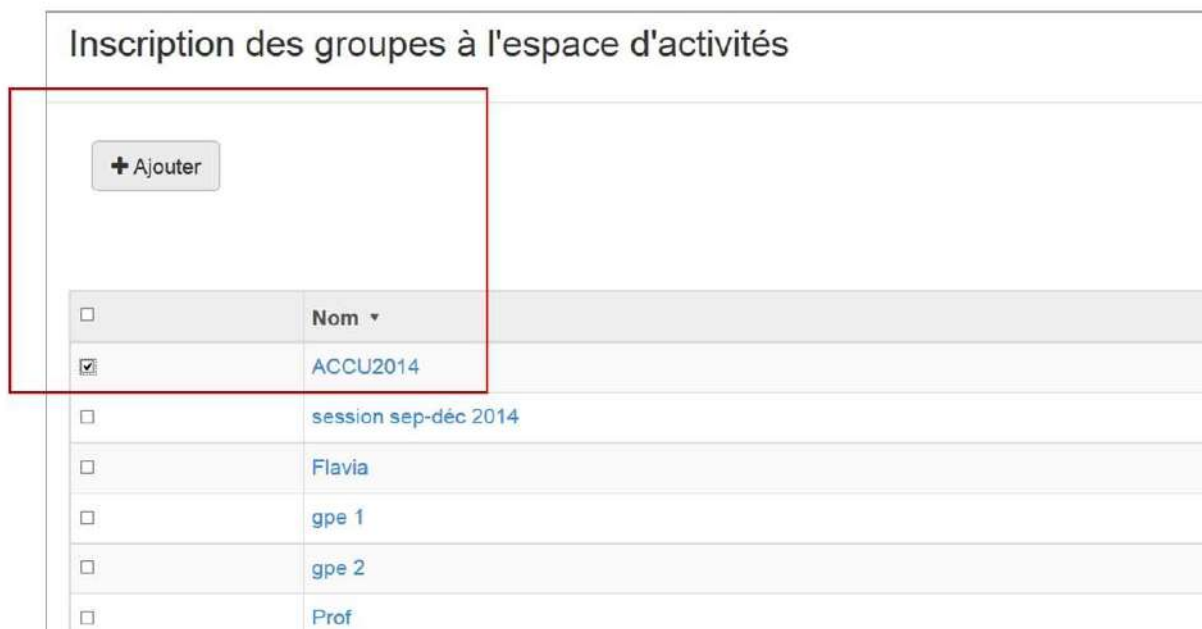 Inscription des groupes à l'espace d'activités
+ Ajouter
Nom ▾
ACCU2014
session sep-déc 2014
Flavia
gpe 1
gpe 2
Prof